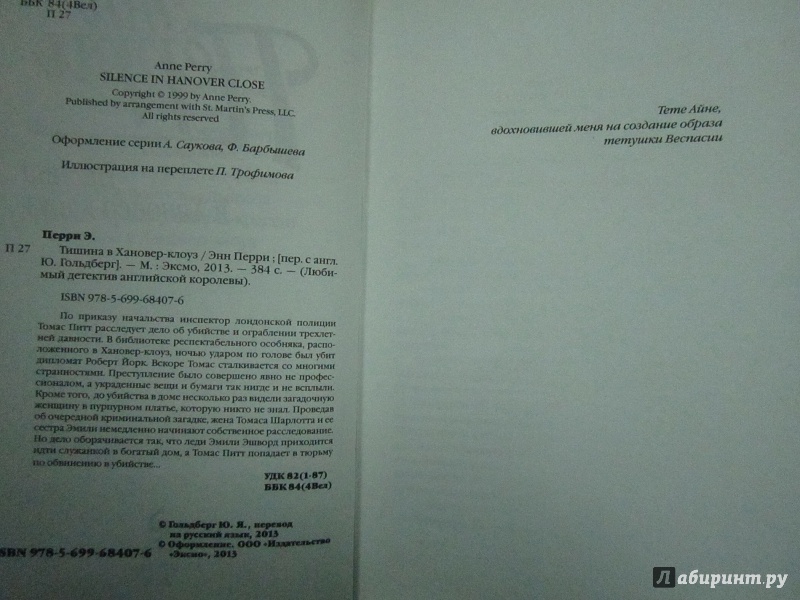 ББК 84(4Вел)
П 27
Anne Perry
SILENCE IN HANOVER CLOSE
Copyright © 1999 by Anne Perry.
Published by arrangement with St. Martin's Press, LLC.
All rights reserved
Оформление серии А. Саукова, Ф. Барбышева
Иллюстрация на переплете П. Трофимова
Перри Э.
П 27 Тишина в Хановер-клоуз / Энн Перри ; [пер. с англ.
Ю. Гольдберг]. — М. : Эксмо, 2013. — 384 с. — (Люби-
мый детектив английской королевы).
ISBN 978-5-699-68407-6
По приказу начальства инспектор лондонской полиции
Томас Питт расследует дело об убийстве и ограблении трехлет-
ней давности. В библиотеке респектабельного особняка, распо-
ложенного в Хановер-клоуз, ночью ударом по голове был убит
дипломат Роберт Йорк. Вскоре Томас сталкивается со многими
странностями. Преступление было совершено явно не профес-
сионалом, а украденные вещи и бумаги так нигде и не всплыли.
Кроме того, до убийства в доме несколько раз видели загадочную
женщину в пурпурном платье, которую никто не знал. Проведав
об очередной криминальной загадке, жена Томаса Шарлотта и ее
сестра Эмили немедленно начинают собственное расследование.
Но дело оборачивается так, что леди Эмили Эшворд приходится
идти служанкой в богатый дом, а Томас Питт попадает в тюрьму
по обвинению в убийстве...
УДК 82(1-87)
ББК 84(4Вел)
© Гольдберг Ю. Я., перевод
на русский язык, 2013
© Оформление. ООО «Издательство
«Эксмо», 2013
ISBN 978-5-699-68407-6
Тете Айне,
вдохновившей меня на создание образа
тетушки Веспасии
Лабиринт.ру